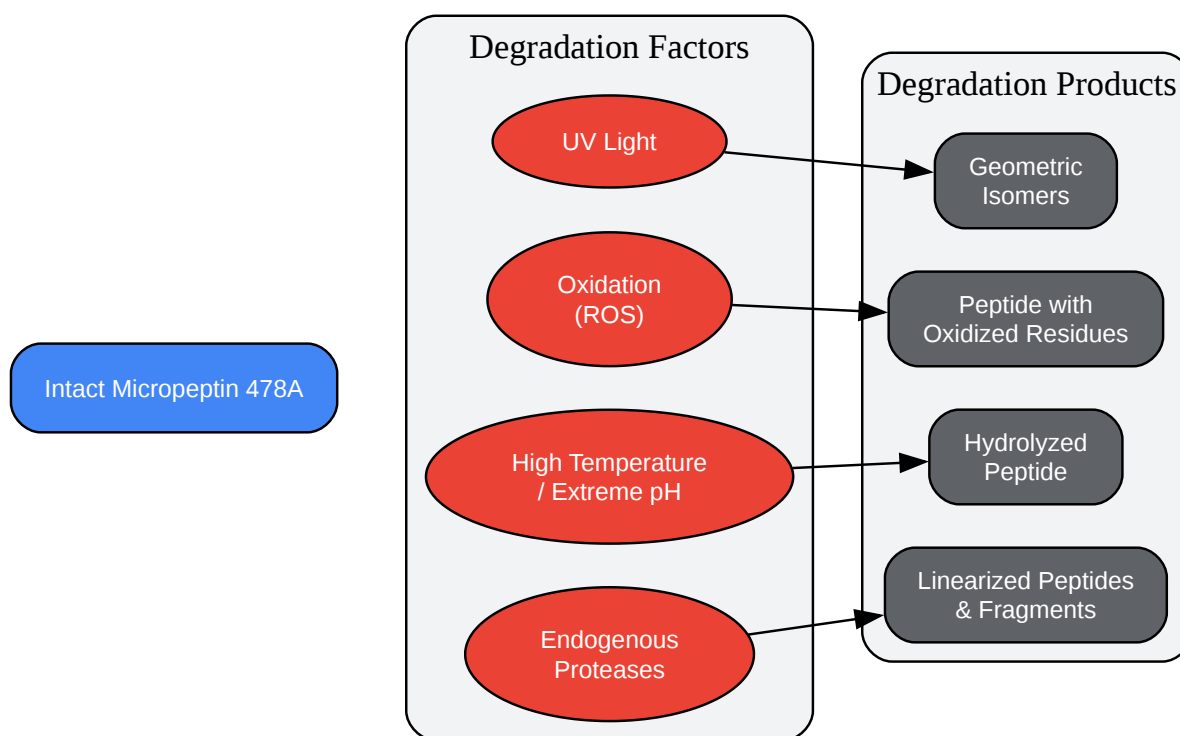 Intact Micropeptin 478A
Degradation Factors
UV Light
Oxidation
(ROS)
High Temperature
/ Extreme pH
Endogenous
Proteases
Degradation Products
Geometric
Isomers
Peptide with
Oxidized Residues
Hydrolyzed
Peptide
Linearized Peptides
& Fragments